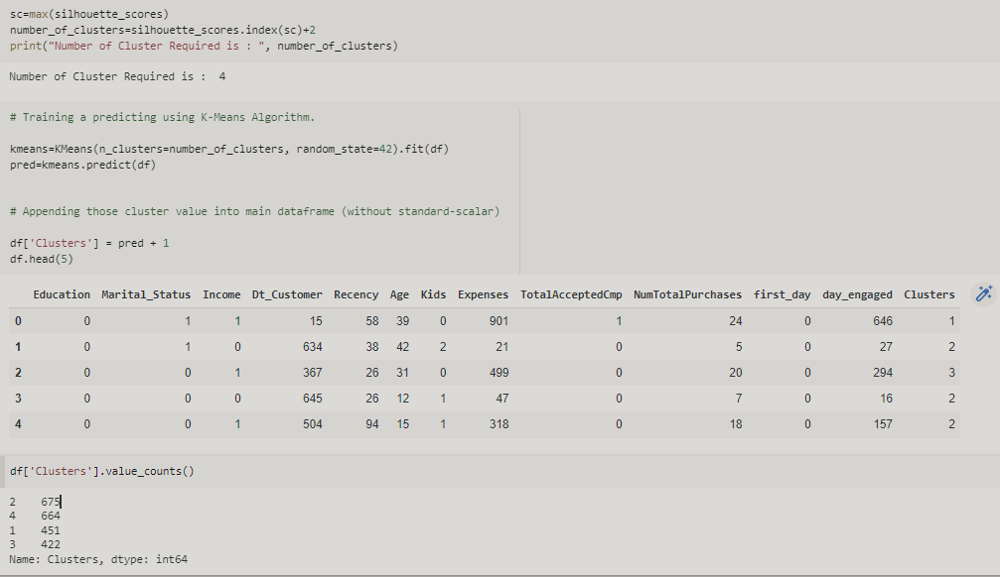 sc=max(silhouette_scores)
number_of_clusters=silhouette_scores.index(sc)+2
print("Number of Cluster Required is : ", number_of_clusters)
Number of Cluster Required is :  4
# Training a predicting using K-Means Algorithm.
kmeans=KMeans(n_clusters=number_of_clusters, random_state=42).fit(df)
pred=kmeans.predict(df)
# Appending those cluster value into main dataframe (without standard-scalar)
df['Clusters'] = pred + 1
df.head(5)
Education Marital_Status Income Dt_Customer Recency Age Kids Expenses TotalAcceptedCmp NumTotalPurchases first_day day_engaged Clusters
0 0 1 1 15 58 39 0 901 1 24 0 646 1
1 0 1 0 634 38 42 2 21 0 5 0 27 2
2 0 0 1 367 26 31 0 499 0 20 0 294 3
3 0 0 0 645 26 12 1 47 0 7 0 16 2
4 0 0 1 504 94 15 1 318 0 18 0 157 2
df['Clusters'].value_counts()
2    675
4    664
1    451
3    422
Name: Clusters, dtype: int64